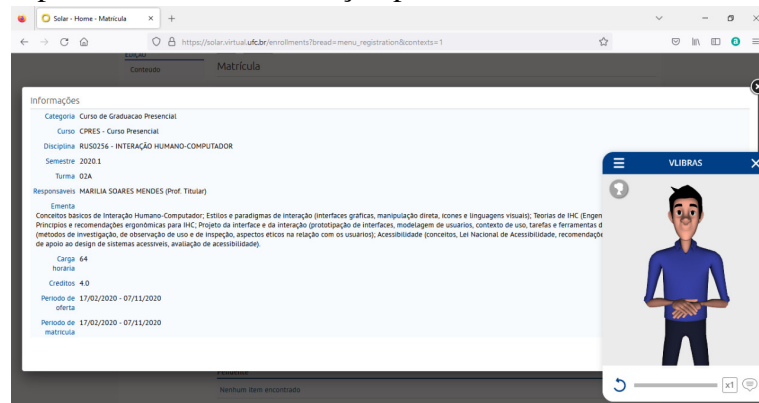 Solar - Home - Matrícula
https://solar.virtual.ufc.br/enrollments?bread=menu_registration&contexts=1
Conteúdo
Matrícula
Informações
Categoria Curso de Graduacao Presencial
Curso CPRES - Curso Presencial
Disciplina RUS0256 - INTERAÇÃO HUMANO-COMPUTADOR
Semestre 2020.1
Turma 02A
Responsaveis MARILIA SOARES MENDES (Prof. Titular)
Ementa
Conceitos básicos de Interação Humano-Computador; Estilos e paradigmas de interação (interfaces gráficas, manipulação direta, ícones e linguagens visuais); Teorias de IHC (Engen
Princípios e recomendações ergonômicas para IHC; Projeto da interface e da interação (prototipação de interfaces, modelagem de usuários, contexto de uso, tarefas e ferramentas d
(métodos de investigação, de observação de uso e de inspeção, aspectos éticos na relação com os usuários); Acessibilidade (conceitos, Lei Nacional de Acessibilidade, recomendaçõe
de apoio ao design de sistemas acessíveis, avaliação de acessibilidade).
Carga 64
horária
Créditos 4.0
Período de 17/02/2020 - 07/11/2020
oferta
Período de 17/02/2020 - 07/11/2020
matrícula
Nenhum item encontrado
VLIBRAS
x1